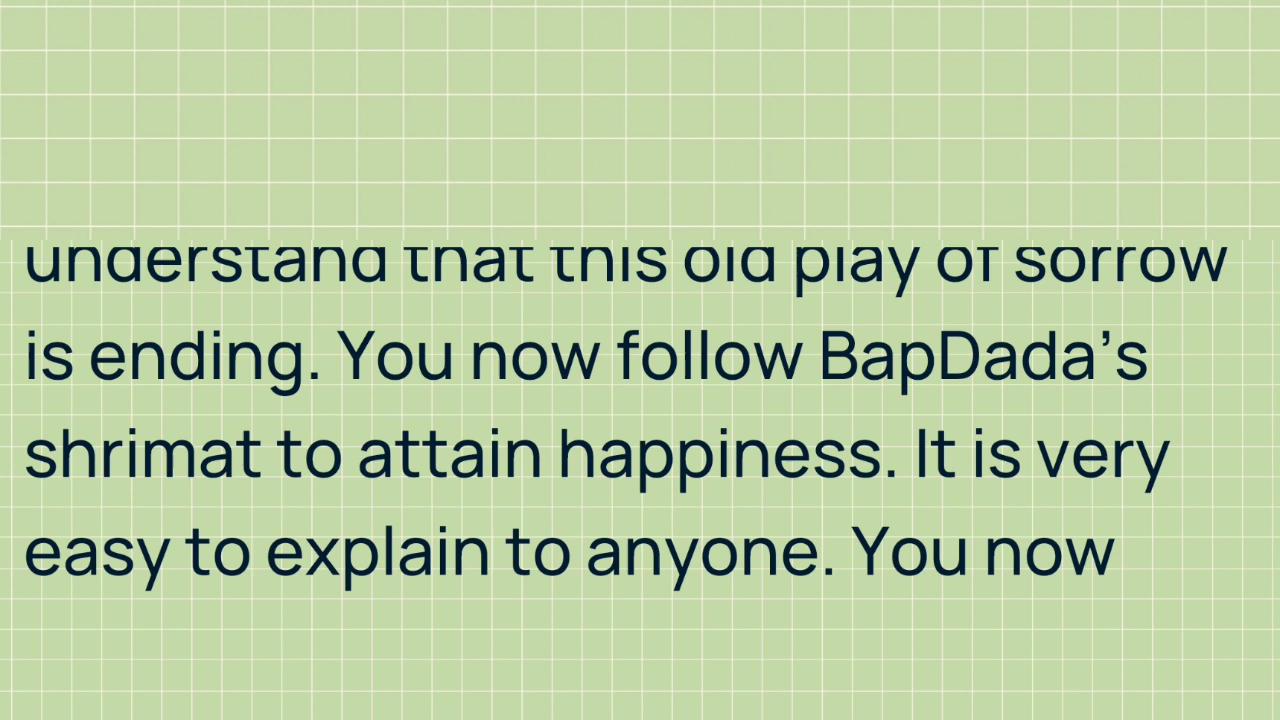 understand that this old play of sorrow
is ending. You now follow BapDada’s
shrimat to attain happiness. It is very
easy to explain to anyone. You now